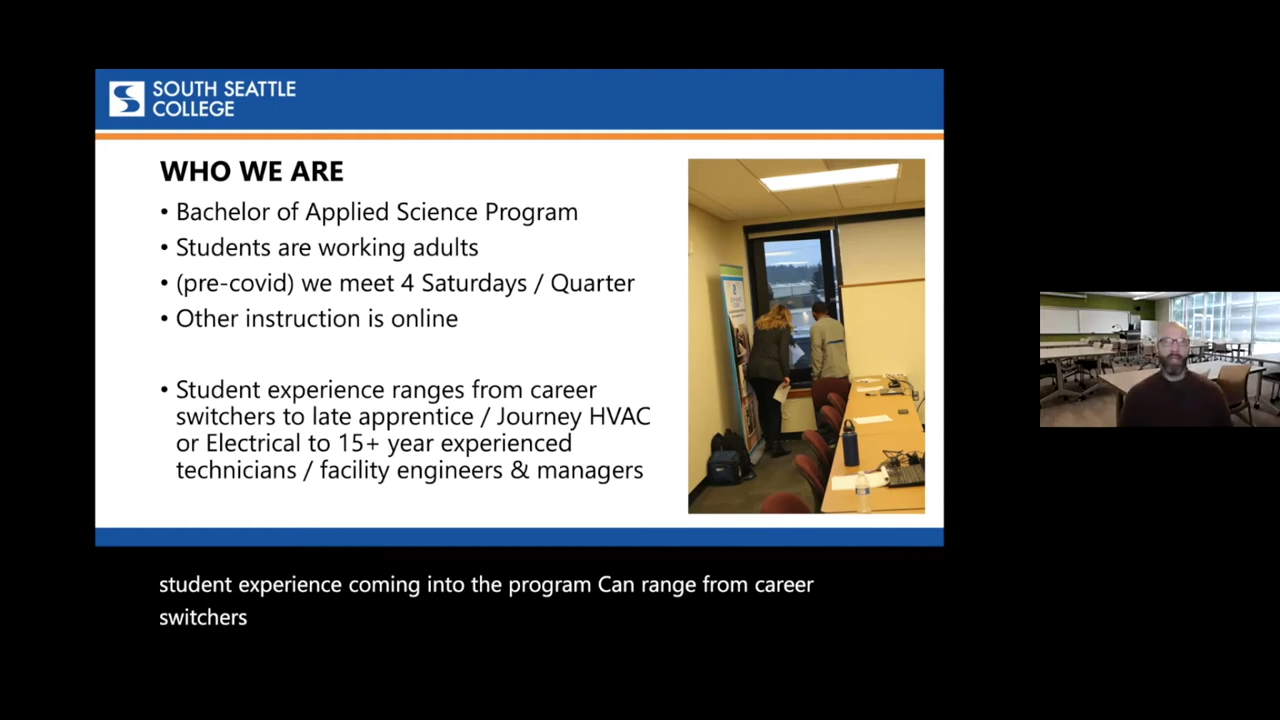 SOUTH SEATTLE
COLLEGE
WHO WE ARE
• Bachelor of Applied Science Program
• Students are working adults
• (pre-covid) we meet 4 Saturdays / Quarter
• Other instruction is online
• Student experience ranges from career
switchers to late apprentice / Journey HVAC
or Electrical to 15+ year experienced
technicians / facility engineers & managers
student experience coming into the program Can range from career
switchers